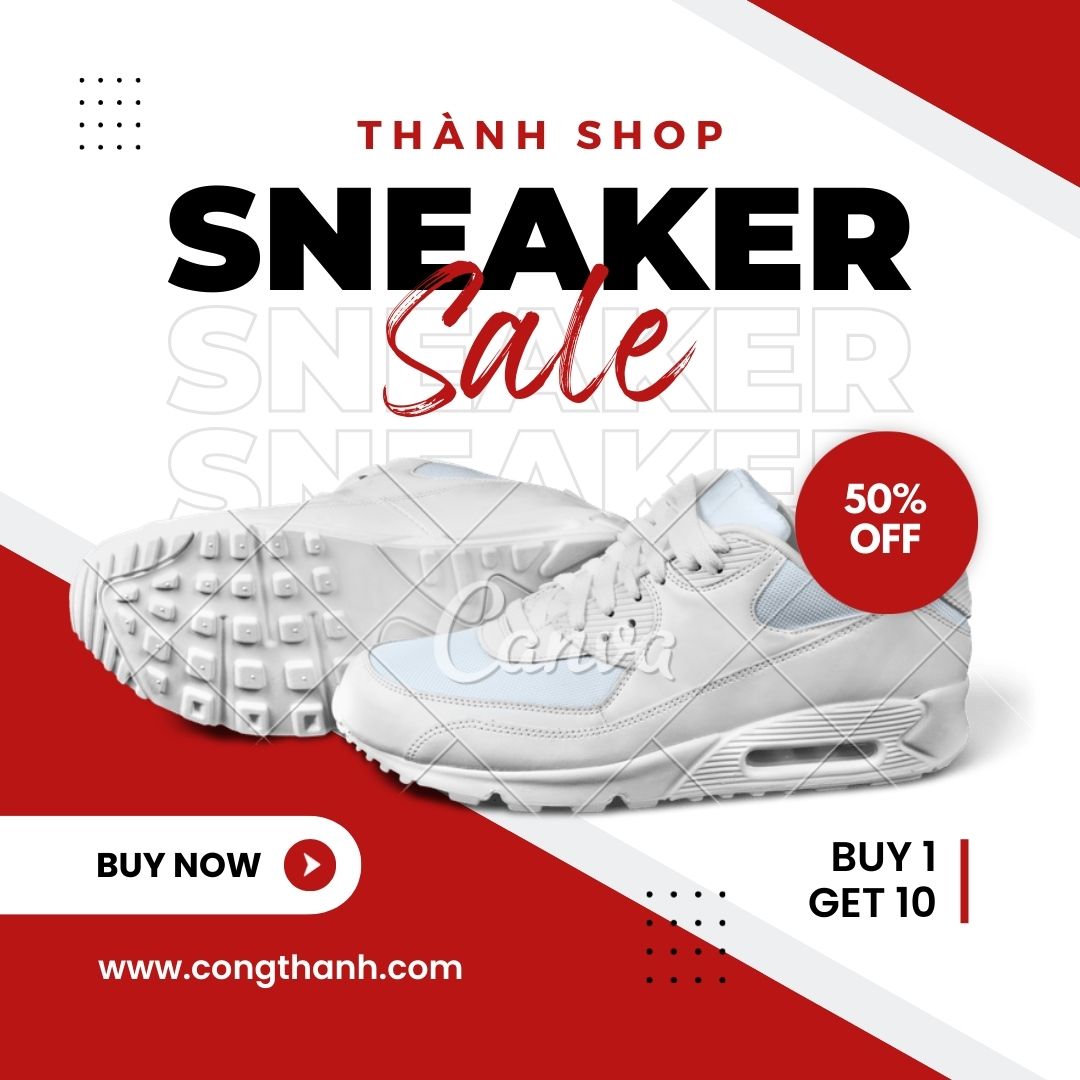 THÀNH SHOP
SNEAKER
Sale
SNEAKER
SNEAKER
50%
OFF
Canva
BUY NOW
BUY 1
GET 10
www.congthanh.com